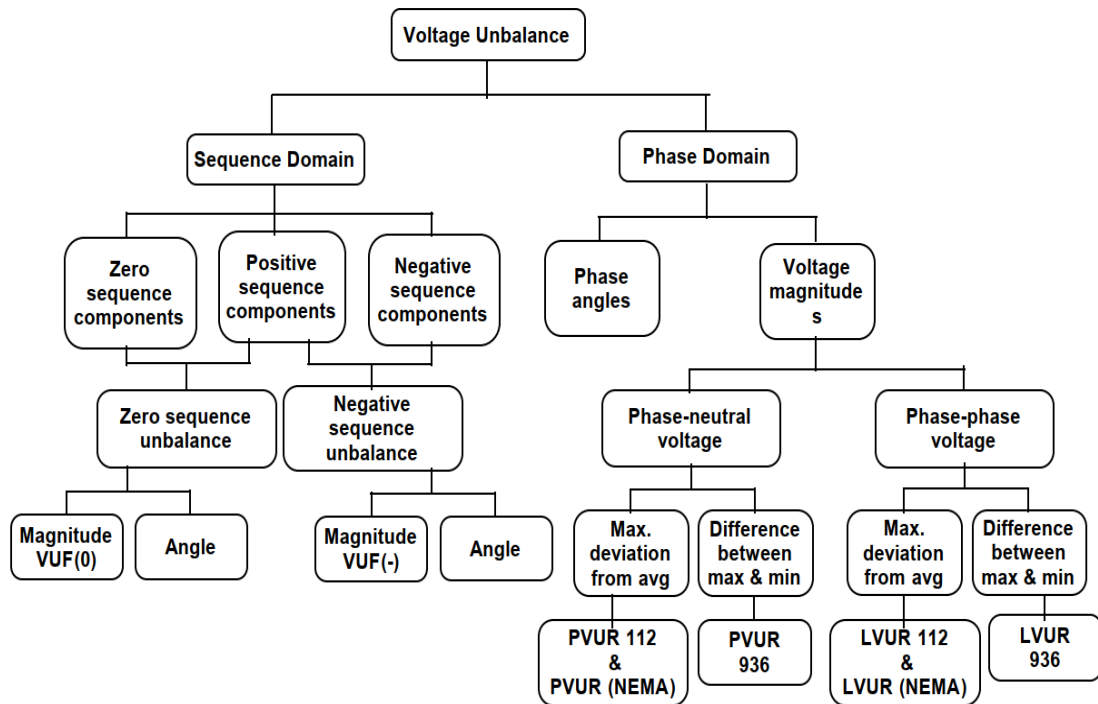 Voltage Unbalance
Sequence Domain
Phase Domain
Zero
sequence
components
Positive
sequence
components
Negative
sequence
components
Phase
angles
Voltage
magnitude
s
Zero sequence
unbalance
Negative
sequence
unbalance
Phase-neutral
voltage
Phase-phase
voltage
Magnitude
VUF(0)
Angle
Magnitude
VUF(-)
Angle
Max.
deviation
from avg
Difference
between
max & min
Max.
deviation
from avg
Difference
between
max & min
PVUR 112
&
PVUR (NEMA)
PVUR
936
LVUR 112
&
LVUR (NEMA)
LVUR
936